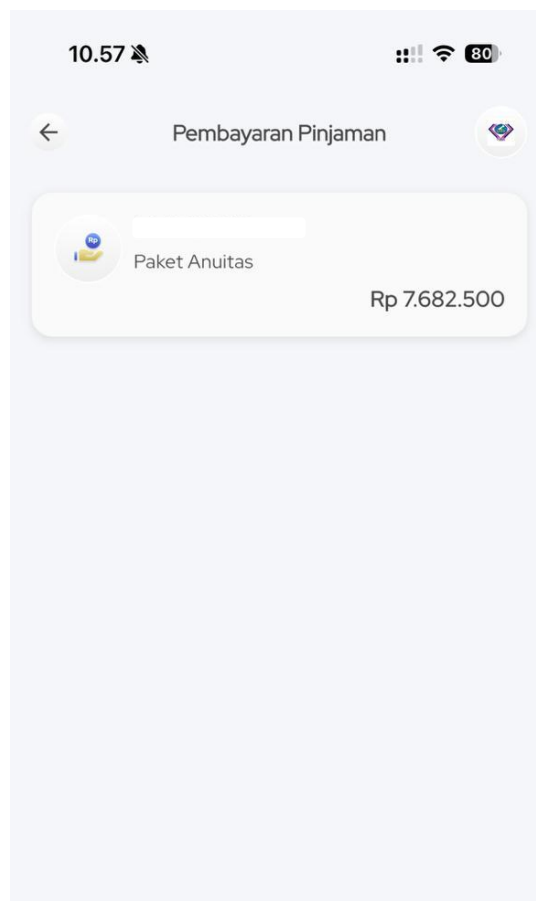 10.57
80
Pembayaran Pinjaman
Rp
Paket Anuitas
Rp 7.682.500